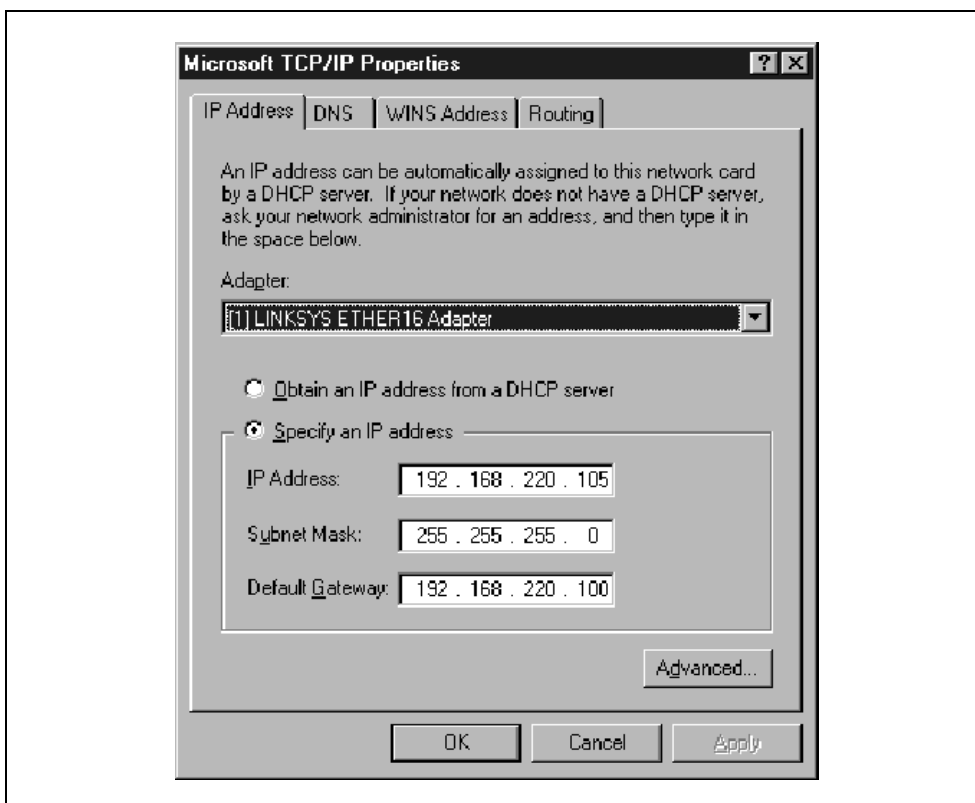 Microsoft TCP/IP Properties
IP Address DNS WINS Address Routing
An IP address can be automatically assigned to this network card
by a DHCP server. If your network does not have a DHCP server,
ask your network administrator for an address, and then type it in
the space below.
Adapter:
[1] LINKSYS ETHER16 Adapter
Obtain an IP address from a DHCP server
Specify an IP address
IP Address: 192 . 168 . 220 . 105
Subnet Mask: 255 . 255 . 255 . 0
Default Gateway: 192 . 168 . 220 . 100
Advanced...
OK Cancel Apply